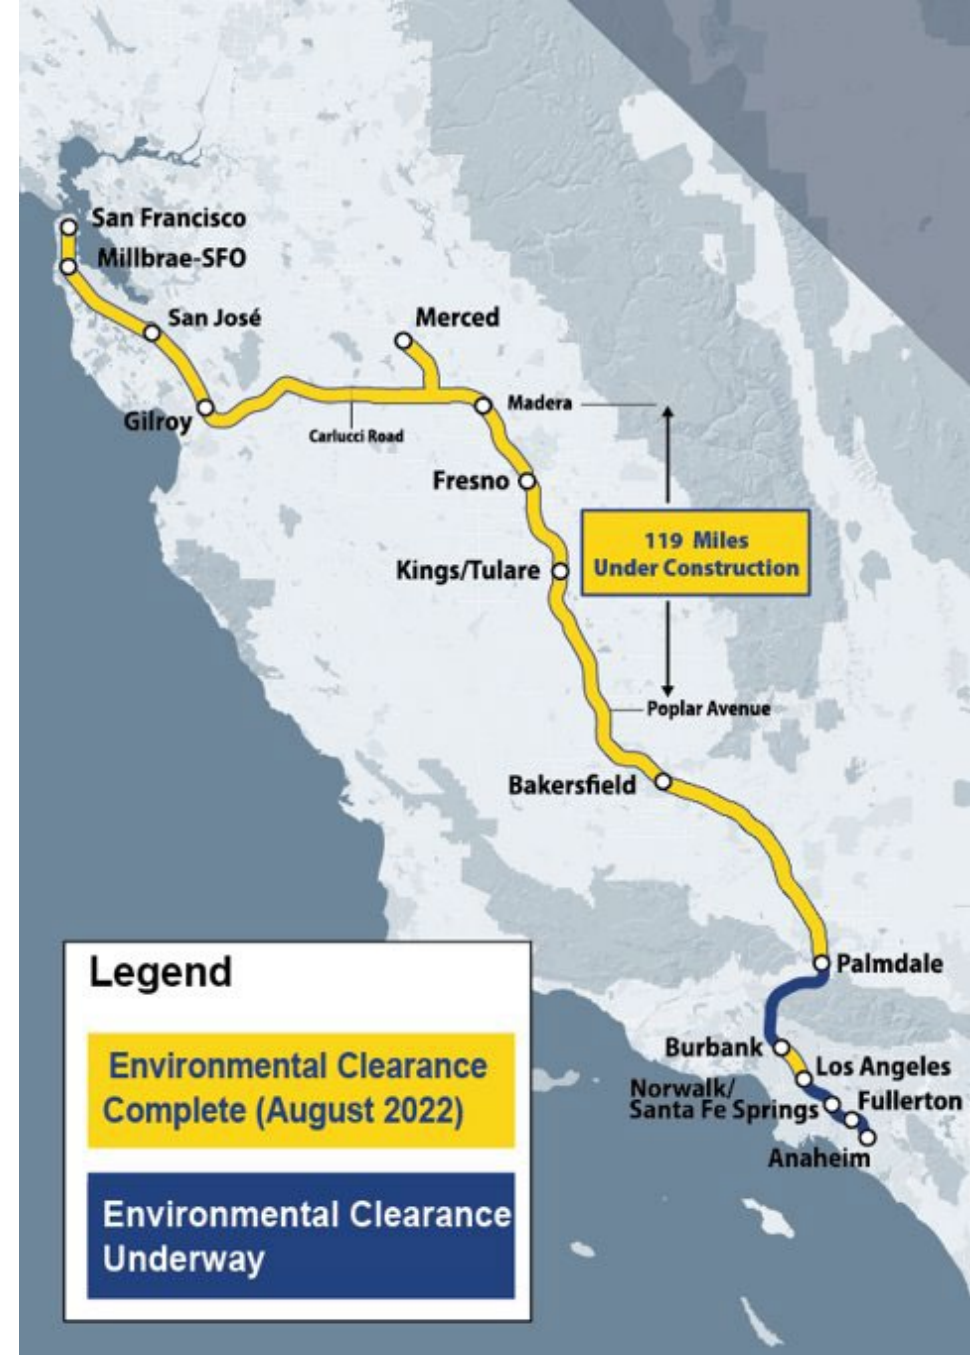 San Francisco
Millbrae-SFO
San José
Merced
Gilroy
Carlucci Road
Madera
Fresno
Kings/Tulare
119 Miles
Under Construction
Poplar Avenue
Bakersfield
Palmdale
Burbank
Los Angeles
Norwalk/
Santa Fe Springs
Fullerton
Anaheim
Legend
Environmental Clearance
Complete (August 2022)
Environmental Clearance
Underway